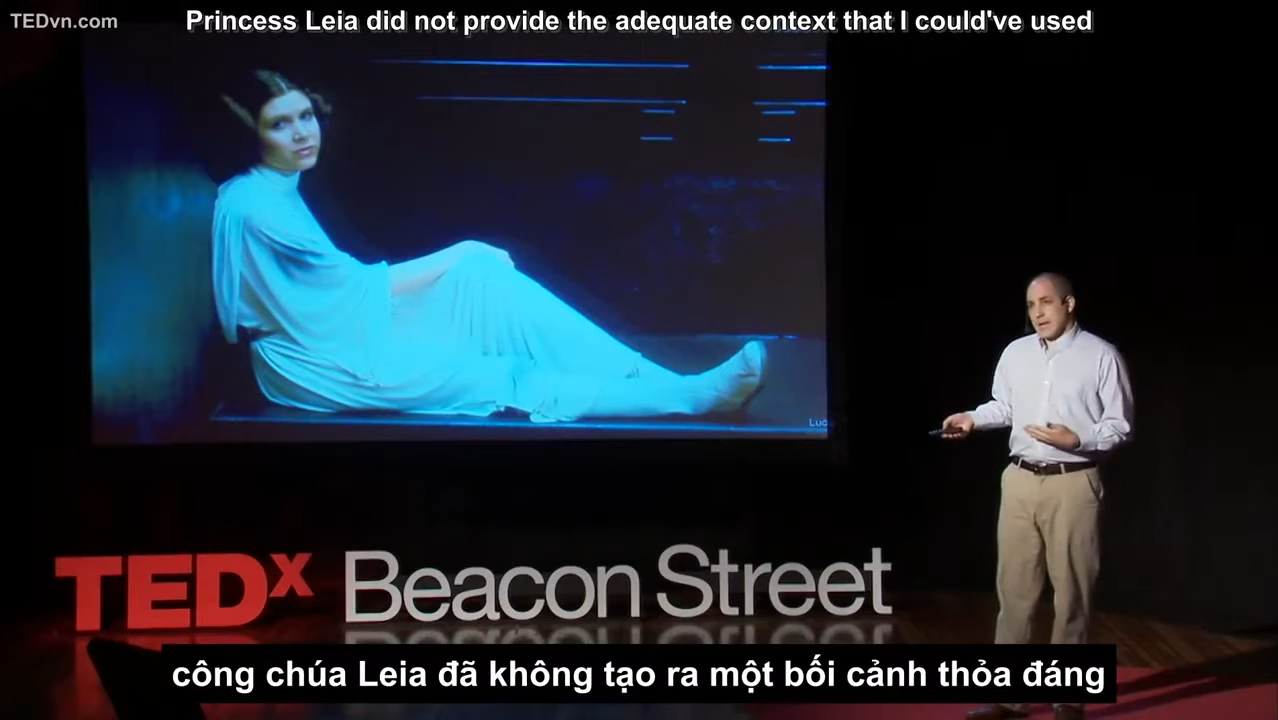 TEDvn.com
Princess Leia did not provide the adequate context that I could've used
Luc
TEDx Beacon Street
công chúa Leia đã không tạo ra một bối cảnh thỏa đáng